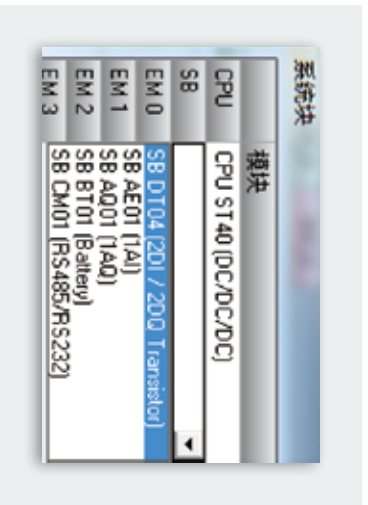 系统块
模块
CPU CPU ST40 (DC/DC/DC)
SB
EM 0 SB DT04 (2DI / 2DQ Transistor)
SB AE01 (1AI)
EM 1 SB AQ01 (1AQ)
EM 2 SB BT01 (Battery)
EM 3 SB CM01 (RS485/RS232)